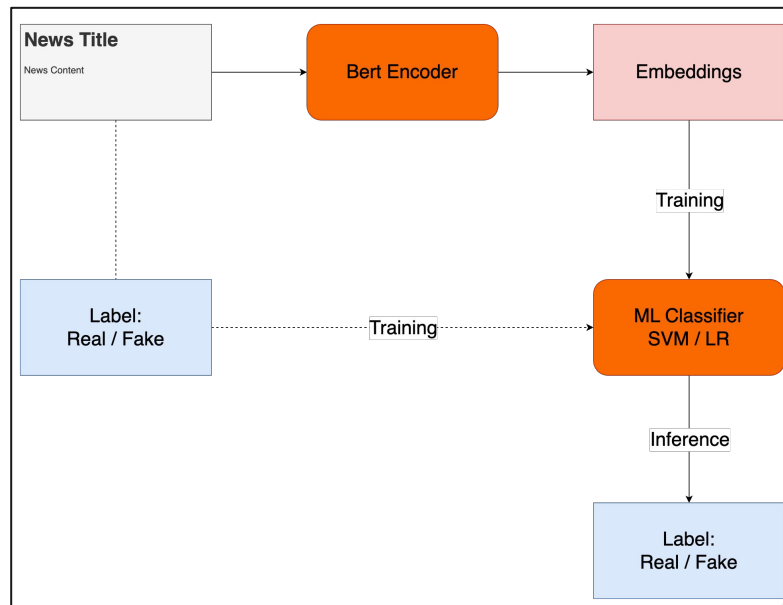 News Title
News Content
Bert Encoder
Embeddings
Training
Label:
Real / Fake
Training
ML Classifier
SVM / LR
Inference
Label:
Real / Fake